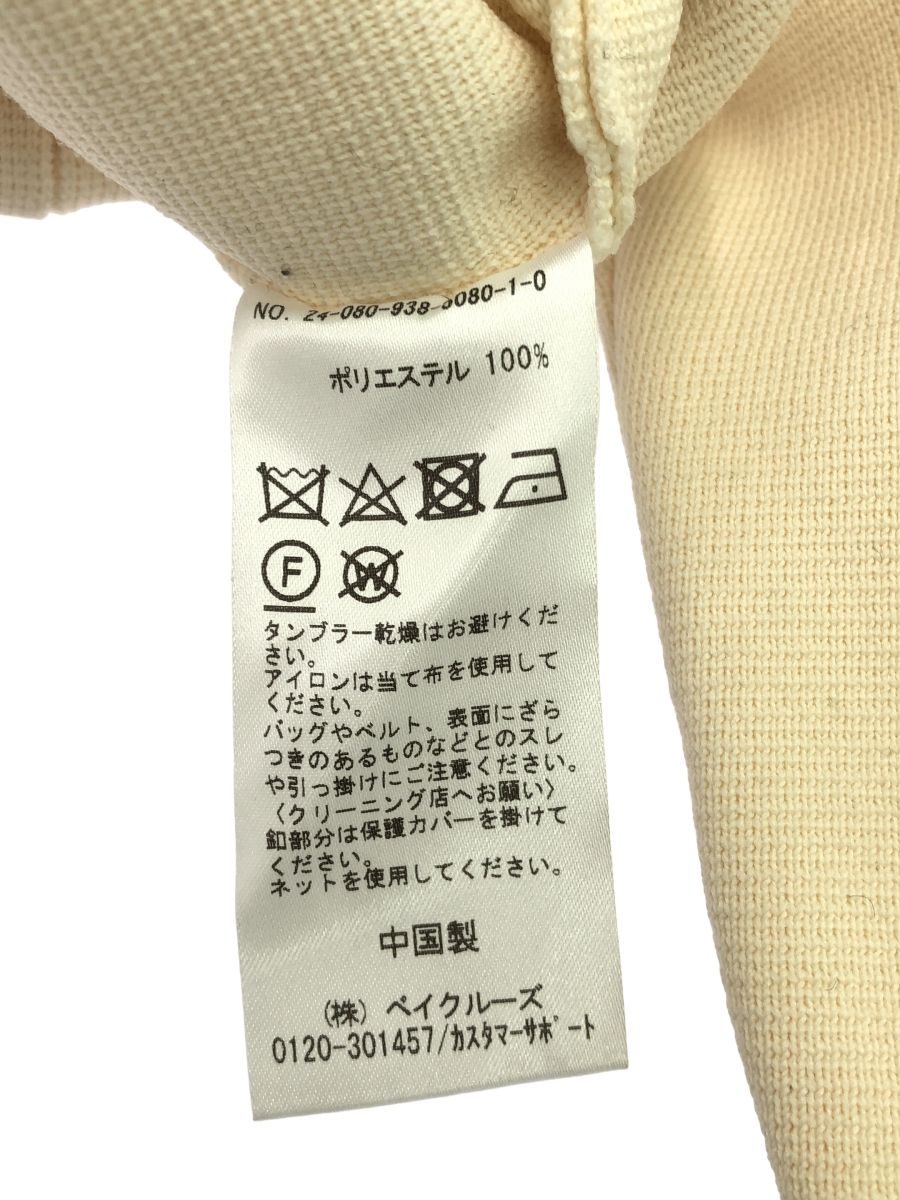 NO. 24-080-938-5080-1-0
ポリエステル 100%
F
W
タンブラー乾燥はお避けくだ
さい。
アイロンは当て布を使用して
ください。
バッグやベルト、表面にざら
つきのあるものなどとのスレ
や引っ掛けにご注意ください。
〈クリーニング店へお願い〉
釦部分は保護カバーを掛けて
ください。
ネットを使用してください。
中国製
(株) ベイクルーズ
0120-301457/カスタマーサポート